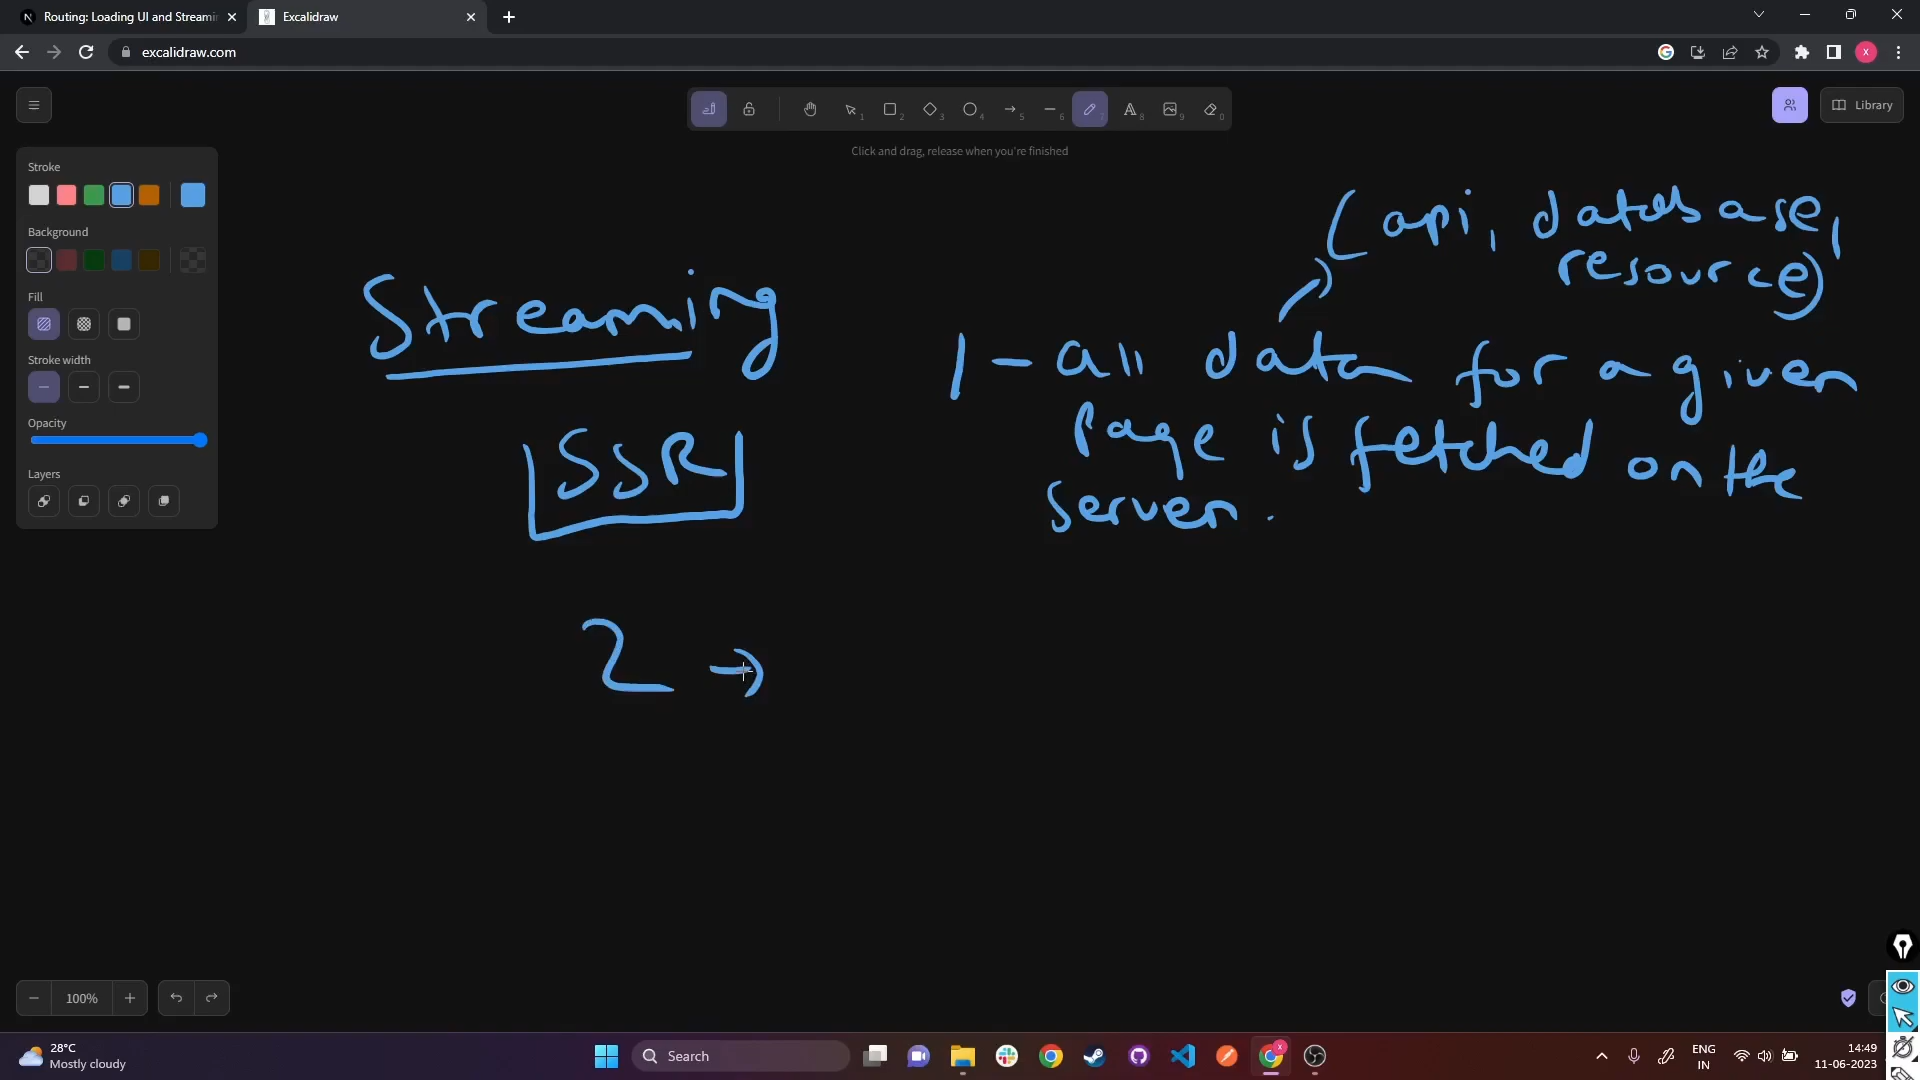 Routing: Loading UI and Streamin
Excalidraw
excalidraw.com
Library
Click and drag, release when you're finished
Stroke
Background
Fill
Stroke width
Opacity
Layers
Streaming
SSR
2 →
(api, database,
resource)
1 - all data for a given
page is fetched on the
server.
100%
28°C
Mostly cloudy
Search
ENG
IN
14:49
11-06-2023